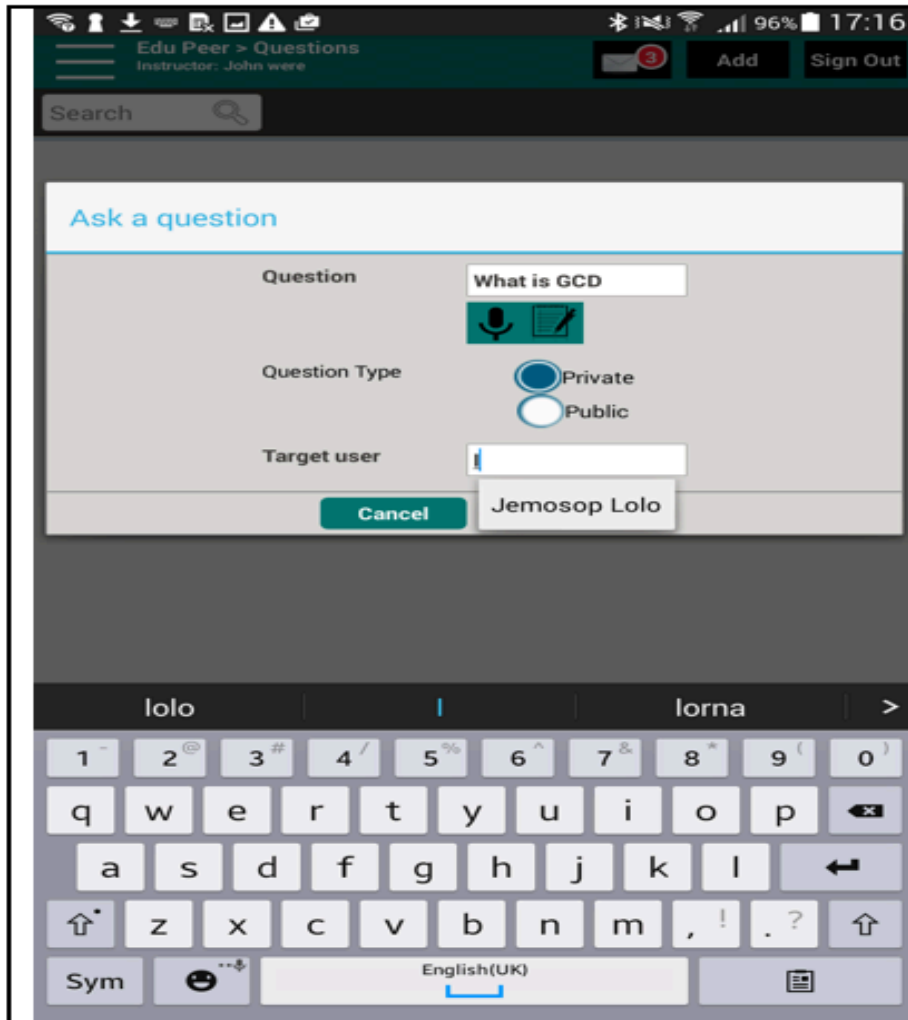 96% 17:16
Edu Peer > Questions
Instructor: John were
3 Add Sign Out
Search
Ask a question
Question What is GCD
Question Type Private
Public
Target user l
Cancel Jemosop Lolo
lolo l lorna >
1 - 2 @ 3 # 4 / 5 % 6 ^ 7 & 8 * 9 ( 0 )
q w e r t y u i o p
a s d f g h j k l
z x c v b n m , ! . ?
Sym English(UK)